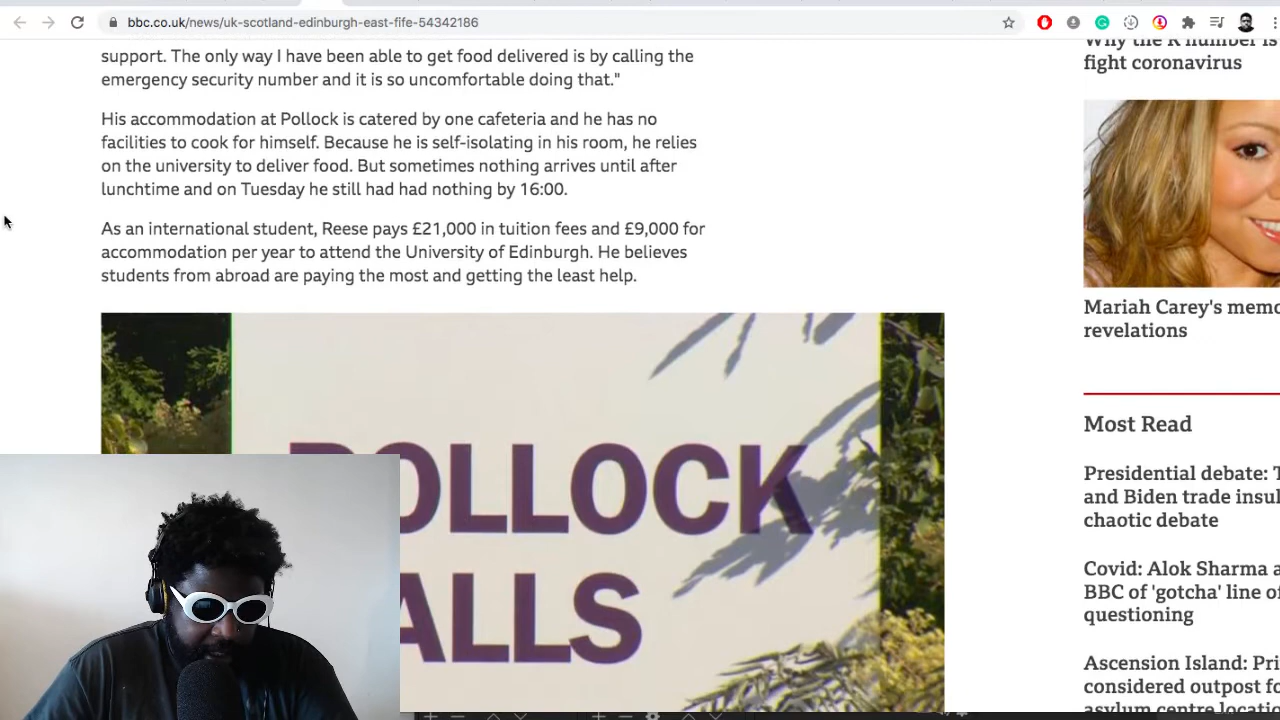 bbc.co.uk/news/uk-scotland-edinburgh-east-fife-54342186
support. The only way I have been able to get food delivered is by calling the
emergency security number and it is so uncomfortable doing that."
His accommodation at Pollock is catered by one cafeteria and he has no
facilities to cook for himself. Because he is self-isolating in his room, he relies
on the university to deliver food. But sometimes nothing arrives until after
lunchtime and on Tuesday he still had had nothing by 16:00.
As an international student, Reese pays £21,000 in tuition fees and £9,000 for
accommodation per year to attend the University of Edinburgh. He believes
students from abroad are paying the most and getting the least help.
POLLOCK
ALLS
Why the R number is
fight coronavirus
Mariah Carey's memo
revelations
Most Read
Presidential debate: T
and Biden trade insul
chaotic debate
Covid: Alok Sharma a
BBC of 'gotcha' line of
questioning
Ascension Island: Pri
considered outpost fo
asylum centre locatio